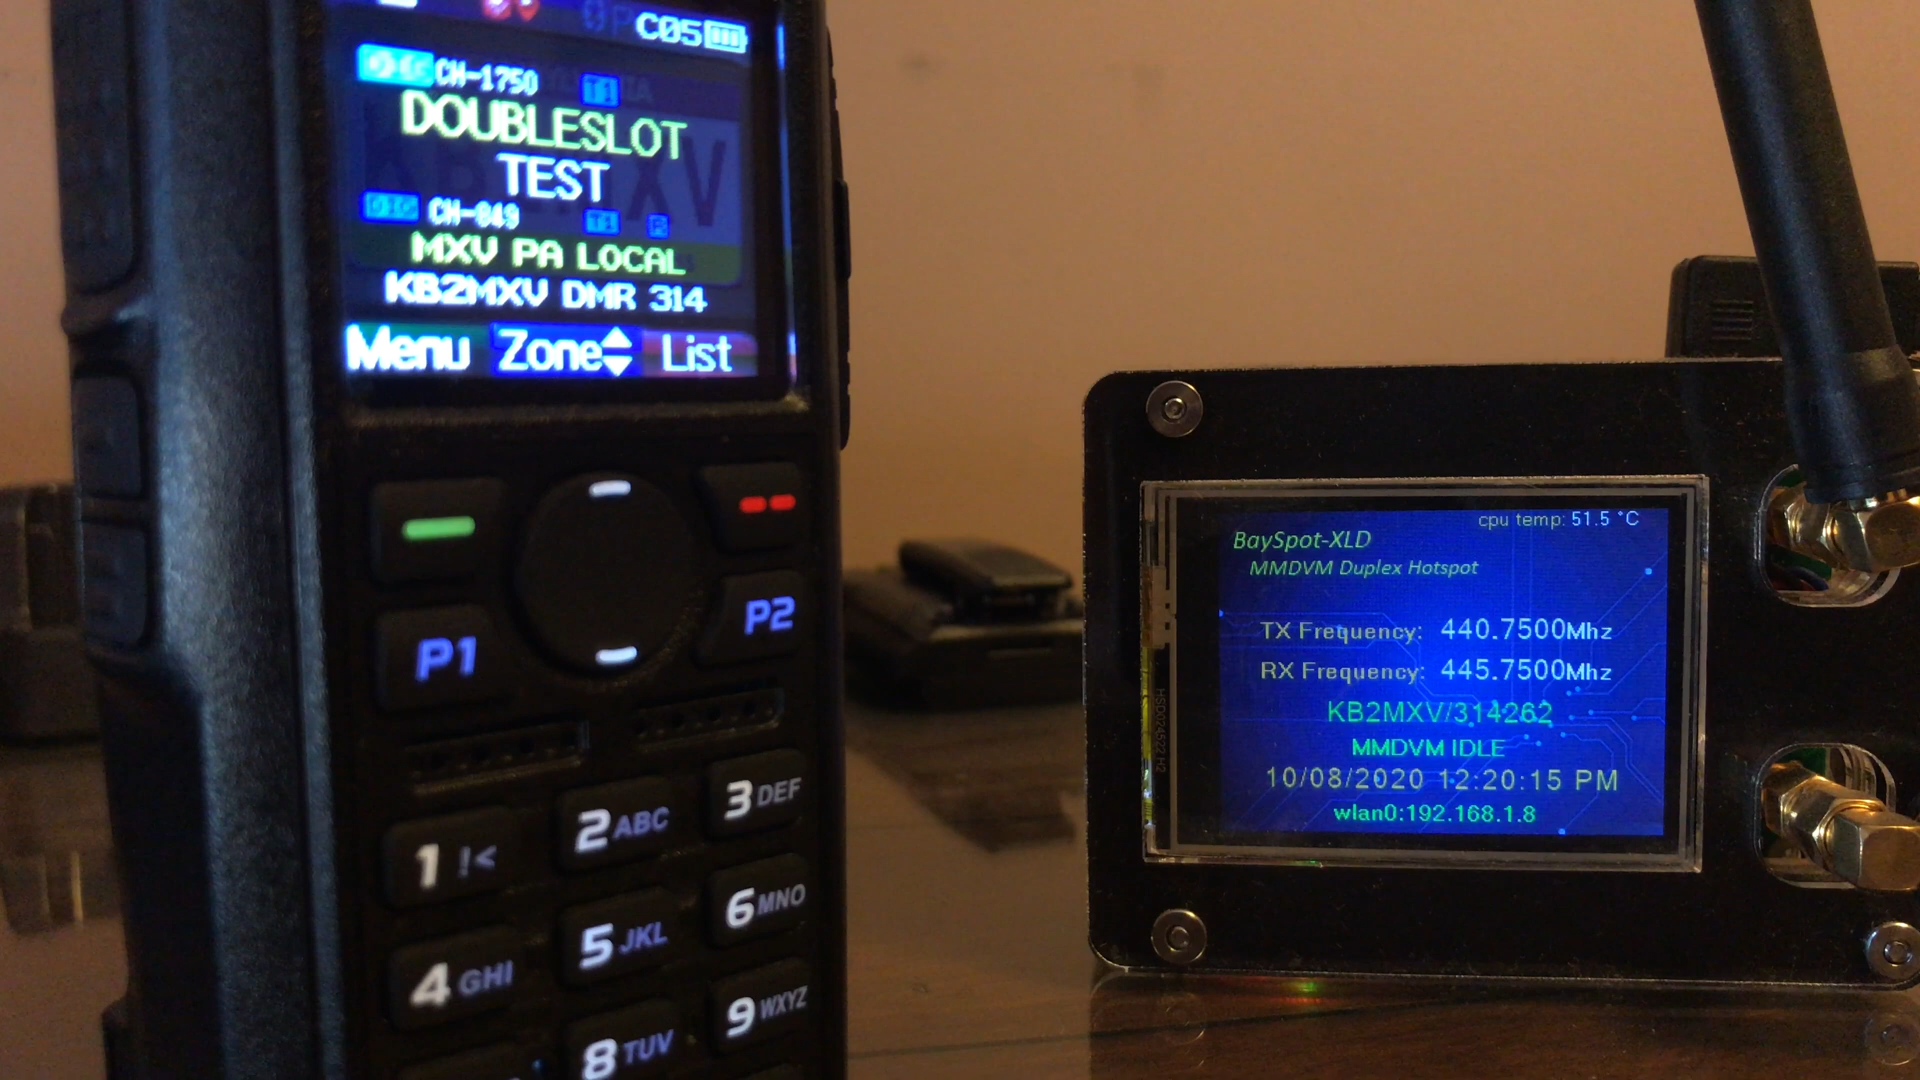 C05
CH-1750 T1
DOUBLESLOT
TEST
CH-849 T1
MXV PA LOCAL
KB2MXV DMR 314
Menu Zone List
P1
P2
1 !<
2 ABC
3 DEF
4 GHI
5 JKL
6 MNO
8 TUV
9 WXYZ
cpu temp: 51.5 °C
BaySpot-XLD
MMDVM Duplex Hotspot
TX Frequency: 440.7500Mhz
RX Frequency: 445.7500Mhz
KB2MXV/314262
MMDVM IDLE
10/08/2020 12:20:15 PM
wlan0:192.168.1.8